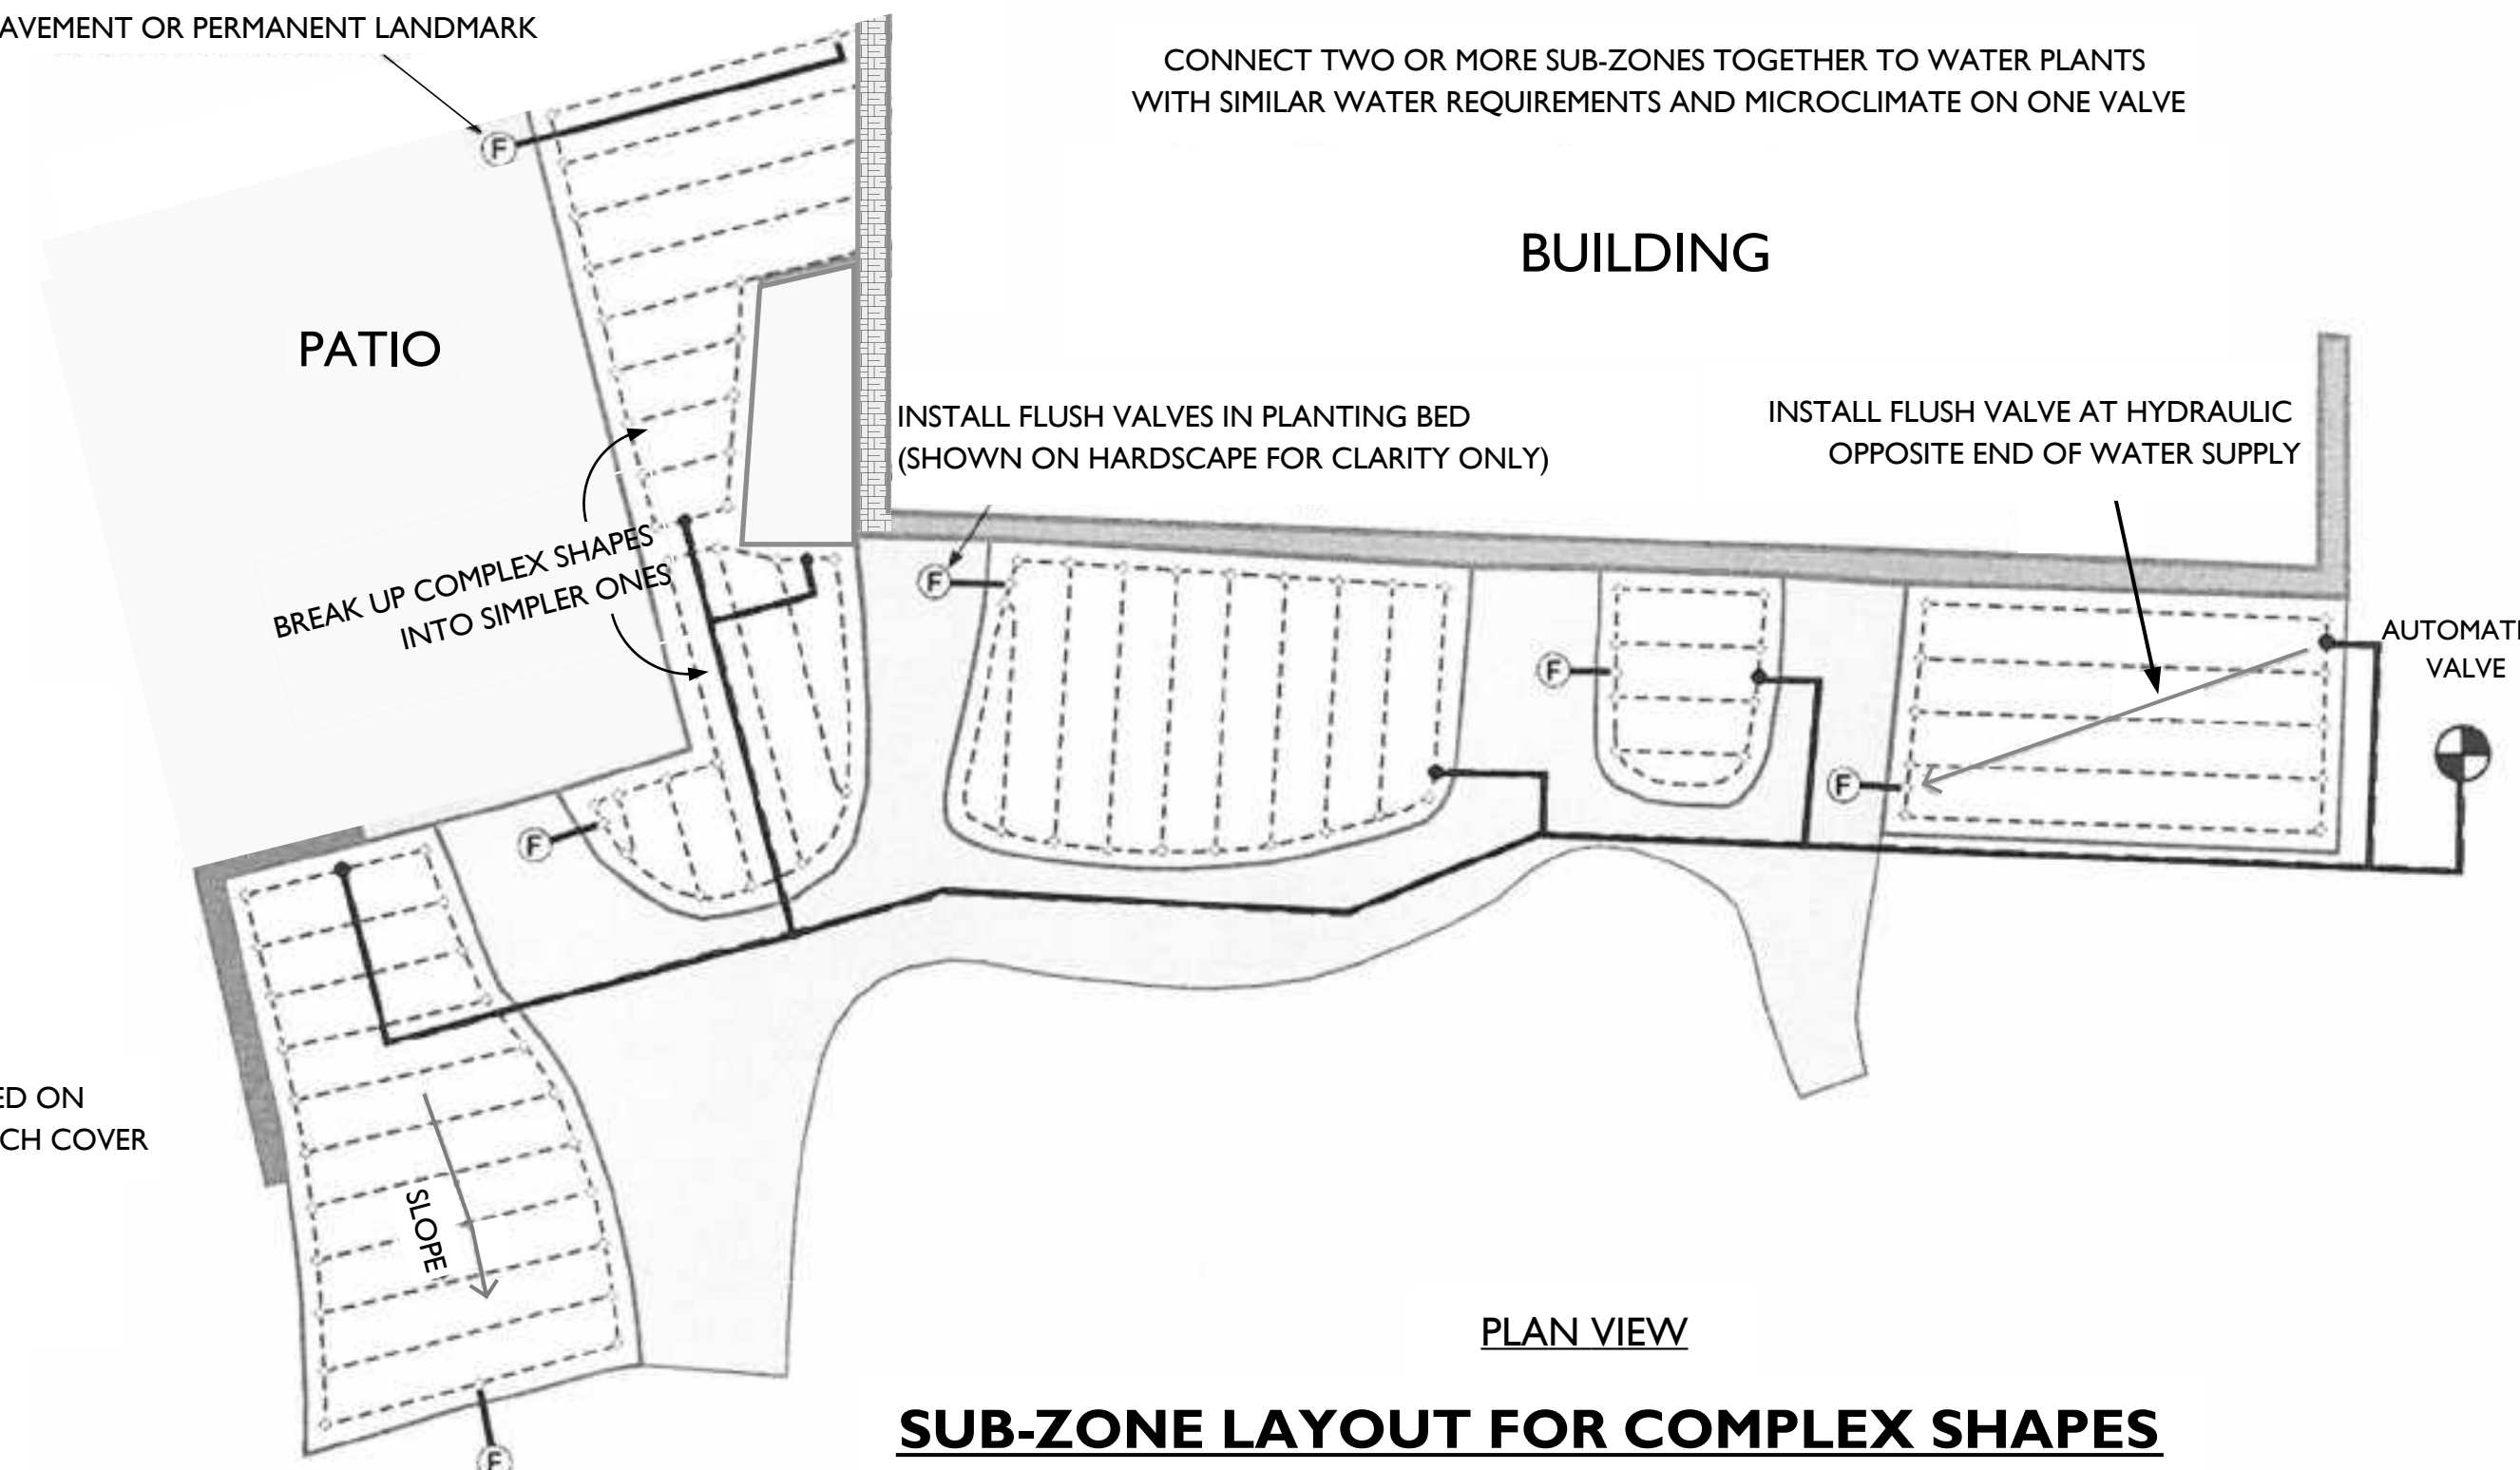 AVEMENT OR PERMANENT LANDMARK
CONNECT TWO OR MORE SUB-ZONES TOGETHER TO WATER PLANTS
WITH SIMILAR WATER REQUIREMENTS AND MICROCLIMATE ON ONE VALVE
F
BUILDING
PATIO
INSTALL FLUSH VALVES IN PLANTING BED
(SHOWN ON HARDSCAPE FOR CLARITY ONLY)
INSTALL FLUSH VALVE AT HYDRAULIC
OPPOSITE END OF WATER SUPPLY
BREAK UP COMPLEX SHAPES
INTO SIMPLER ONES
F
F
F
F
AUTOMATI
VALVE
ED ON
CH COVER
SLOPE
F
PLAN VIEW
SUB-ZONE LAYOUT FOR COMPLEX SHAPES